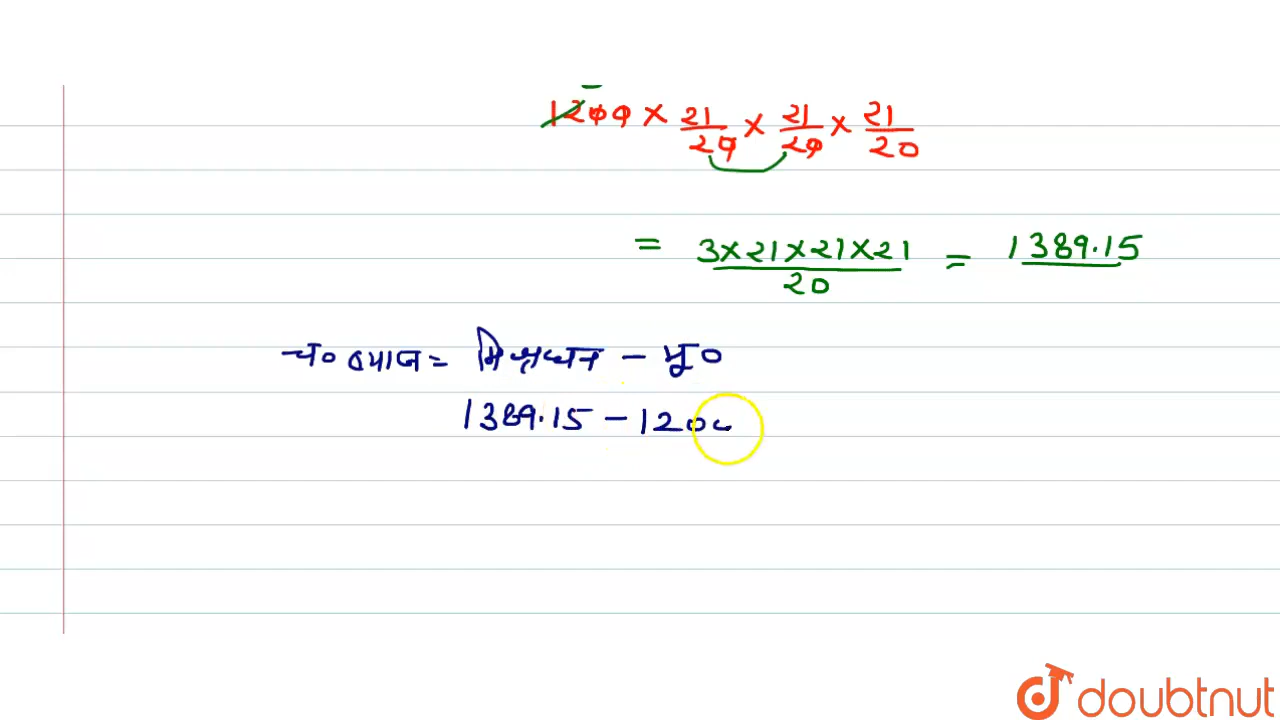 1200 × 21/20 × 21/20 × 21/20
= 3×21×21×21/20 = 1389.15
च० ब्याज = मिश्रधन - मू०
1389.15 - 1200
doubtnut